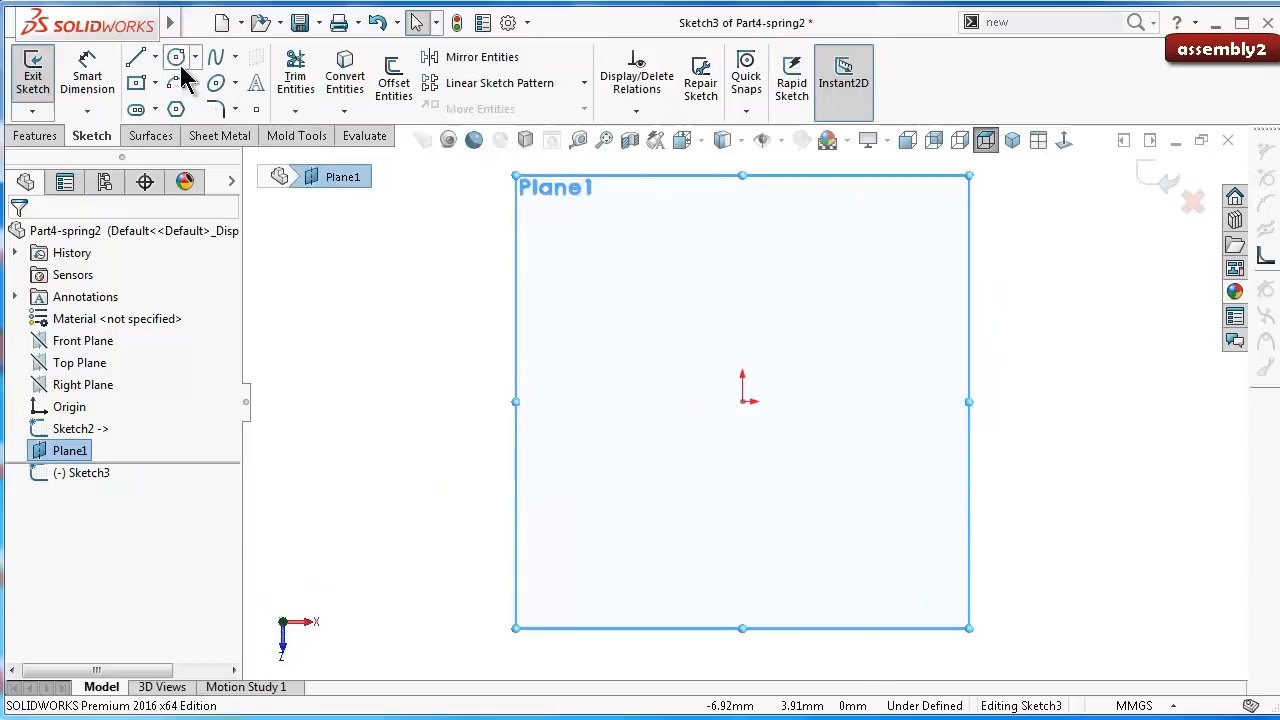 SOLIDWORKS
Sketch3 of Part4-spring2 *
new
assembly2
Exit Sketch
Smart Dimension
Trim Entities
Convert Entities
Offset Entities
Mirror Entities
Linear Sketch Pattern
Move Entities
Display/Delete Relations
Quick Snaps
Repair Sketch
Rapid Sketch
Instant2D
Features
Sketch
Surfaces
Sheet Metal
Mold Tools
Evaluate
Plane1
Plane1
Part4-spring2 (Default<<Default>_Disp
History
Sensors
Annotations
Material <not specified>
Front Plane
Top Plane
Right Plane
Origin
Sketch2 ->
Plane1
(-) Sketch3
X
Z
Model
3D Views
Motion Study 1
SOLIDWORKS Premium 2016 x64 Edition
-6.92mm
3.91mm
0mm
Under Defined
Editing Sketch3
MMGS